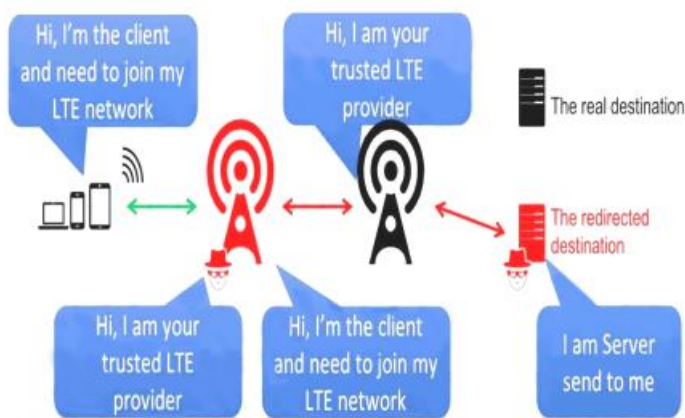 Hi, I'm the client
and need to join my
LTE network
Hi, I am your
trusted LTE
provider
The real destination
The redirected
destination
Hi, I am your
trusted LTE
provider
Hi, I'm the client
and need to join my
LTE network
I am Server
send to me